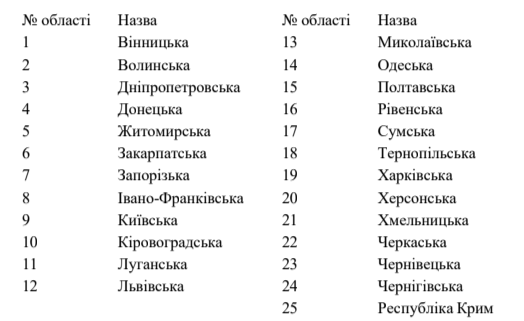 № області Назва № області Назва
1 Вінницька 13 Миколаївська
2 Волинська 14 Одеська
3 Дніпропетровська 15 Полтавська
4 Донецька 16 Рівенська
5 Житомирська 17 Сумська
6 Закарпатська 18 Тернопільська
7 Запорізька 19 Харківська
8 Івано-Франківська 20 Херсонська
9 Київська 21 Хмельницька
10 Кіровоградська 22 Черкаська
11 Луганська 23 Чернівецька
12 Львівська 24 Чернігівська
25 Республіка Крим